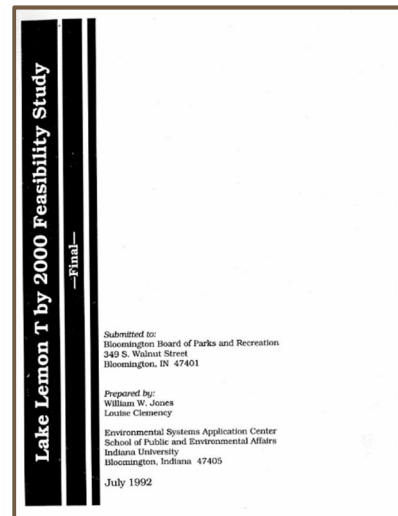 Lake Lemon T by 2000 Feasibility Study
—Final—
Submitted to:
Bloomington Board of Parks and Recreation
349 S. Walnut Street
Bloomington, IN 47401
Prepared by:
William W. Jones
Louise Clemency
Environmental Systems Application Center
School of Public and Environmental Affairs
Indiana University
Bloomington, Indiana 47405
July 1992